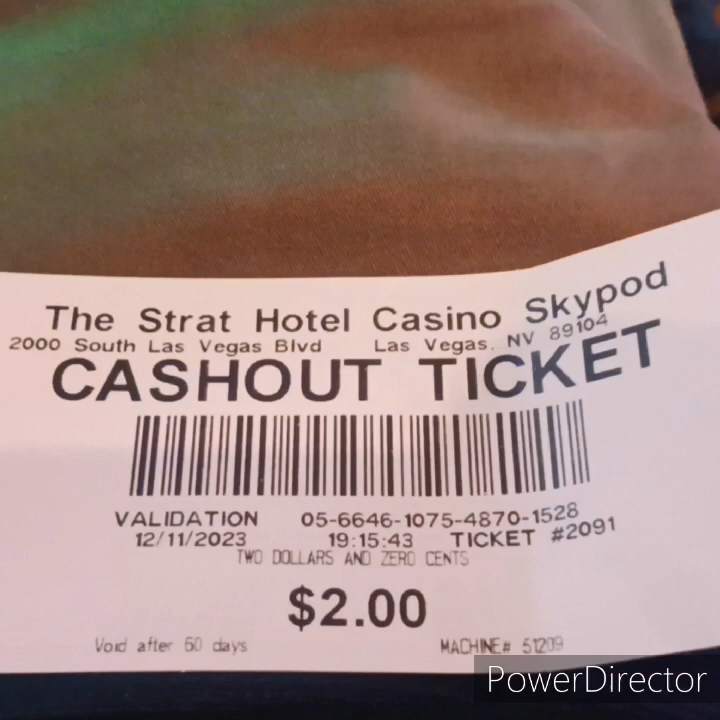 The Strat Hotel Casino Skypod
2000 South Las Vegas Blvd Las Vegas, NV 89104
CASHOUT TICKET
VALIDATION 05-6646-1075-4870-1528
12/11/2023 19:15:43 TICKET #2091
TWO DOLLARS AND ZERO CENTS
$2.00
Void after 60 days MACHINE# 51209
PowerDirector